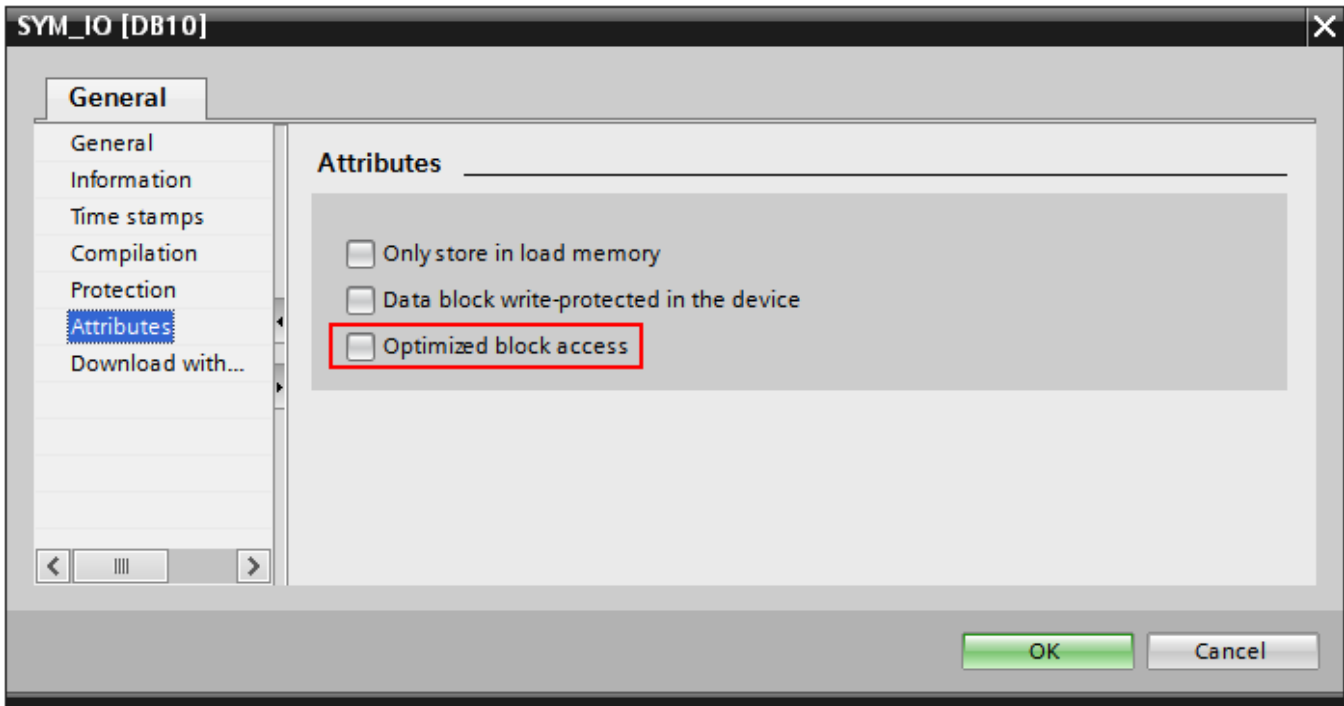 SYM_IO [DB10]
General
General
Information
Time stamps
Compilation
Protection
Attributes
Download with...
Attributes
Only store in load memory
Data block write-protected in the device
Optimized block access
OK
Cancel